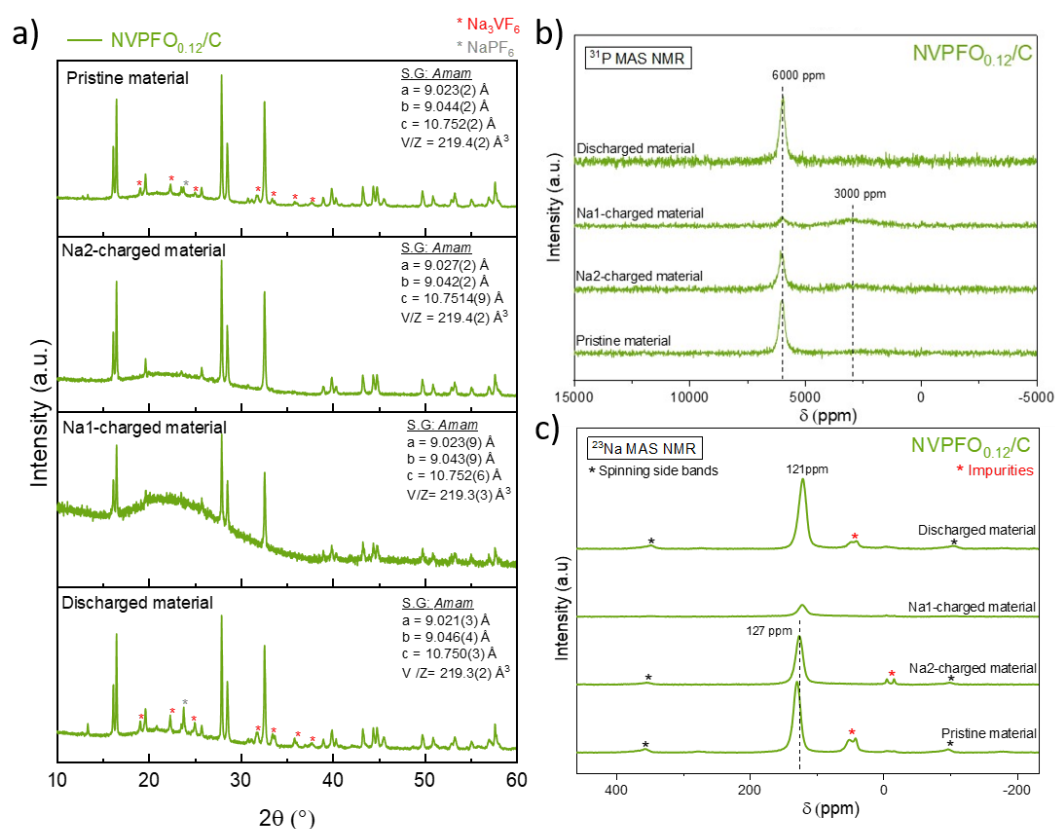 a)
NVPFO0.12/C
* Na3VF6
* NaPF6
Pristine material
S.G: Amam
a = 9.023(2) Å
b = 9.044(2) Å
c = 10.752(2) Å
V/Z = 219.4(2) Å3
Na2-charged material
S.G: Amam
a = 9.027(2) Å
b = 9.042(2) Å
c = 10.7514(9) Å
V/Z = 219.4(2) Å3
Na1-charged material
S.G: Amam
a = 9.023(9) Å
b = 9.043(9) Å
c = 10.752(6) Å
V/Z= 219.3(3) Å3
Discharged material
S.G: Amam
a = 9.021(3) Å
b = 9.046(4) Å
c = 10.750(3) Å
V /Z= 219.3(2) Å3
Intensity (a.u.)
10 20 30 40 50 60
2θ (°)
b)
31P MAS NMR
NVPFO0.12/C
6000 ppm
Discharged material
3000 ppm
Na1-charged material
Na2-charged material
Pristine material
Intensity (a.u.)
15000 10000 5000 0 -5000
δ (ppm)
c)
23Na MAS NMR
NVPFO0.12/C
* Spinning side bands
121ppm
* Impurities
Discharged material
Na1-charged material
127 ppm
Na2-charged material
Pristine material
Intensity (a.u)
400 200 0 -200
δ (ppm)